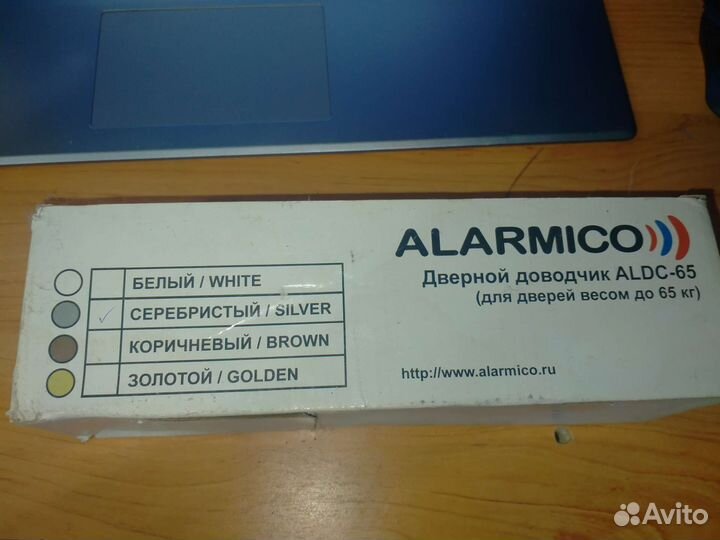 ALARMICO
Дверной доводчик ALDC-65
(для дверей весом до 65 кг)
http://www.alarmico.ru
БЕЛЫЙ / WHITE
СЕРЕБРИСТЫЙ / SILVER
КОРИЧНЕВЫЙ / BROWN
ЗОЛОТОЙ / GOLDEN
Avito